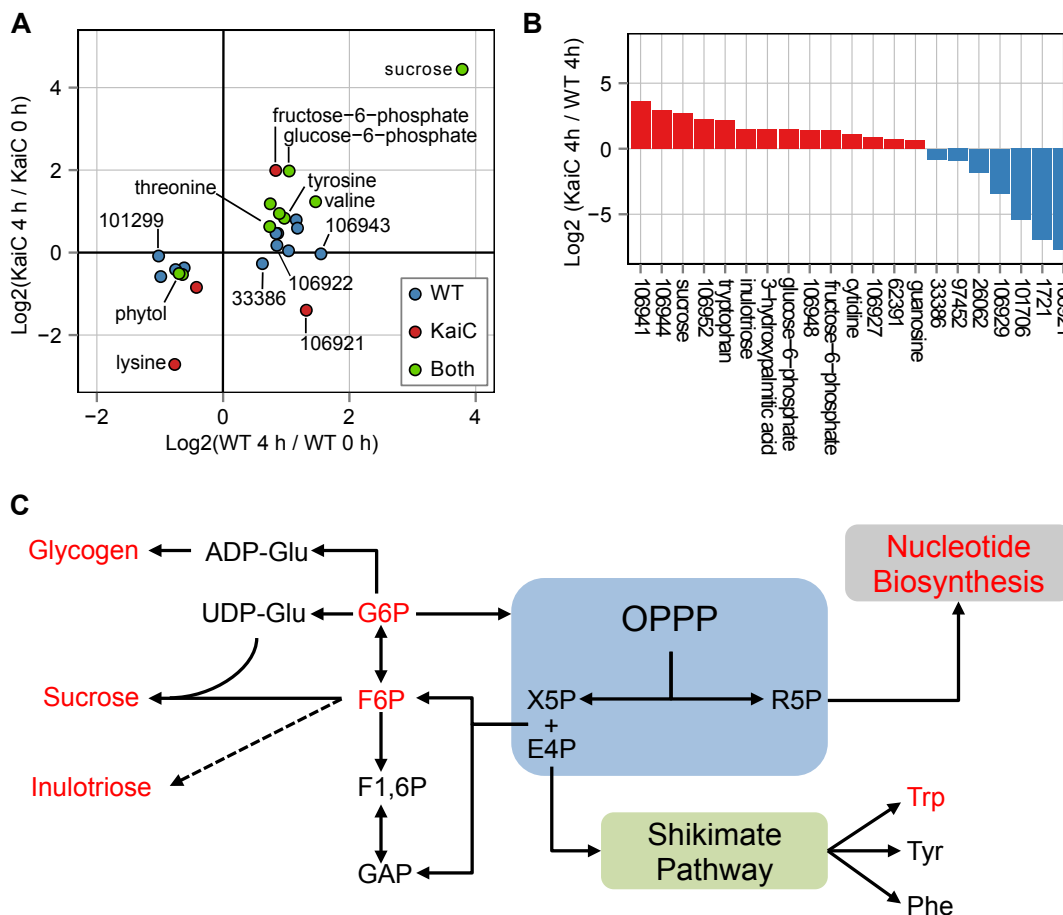 A
sucrose
fructose−6−phosphate
glucose−6−phosphate
threonine
tyrosine
valine
101299
106943
106922
33386
phytol
106921
lysine
WT
KaiC
Both
4
2
0
−2
−2
0
2
4
Log2(KaiC 4 h / KaiC 0 h)
Log2(WT 4 h / WT 0 h)
B
Log2 (KaiC 4h / WT 4h)
5
0
−5
106941
106944
sucrose
106952
tryptophan
inulotriose
3−hydroxypalmitic acid
glucose−6−phosphate
106948
fructose−6−phosphate
cytidine
106927
62391
guanosine
33386
97452
26062
106929
101706
1721
C
Glycogen
ADP-Glu
UDP-Glu
G6P
Sucrose
F6P
Inulotriose
F1,6P
GAP
OPPP
X5P
+
E4P
R5P
Nucleotide
Biosynthesis
Shikimate
Pathway
Trp
Tyr
Phe